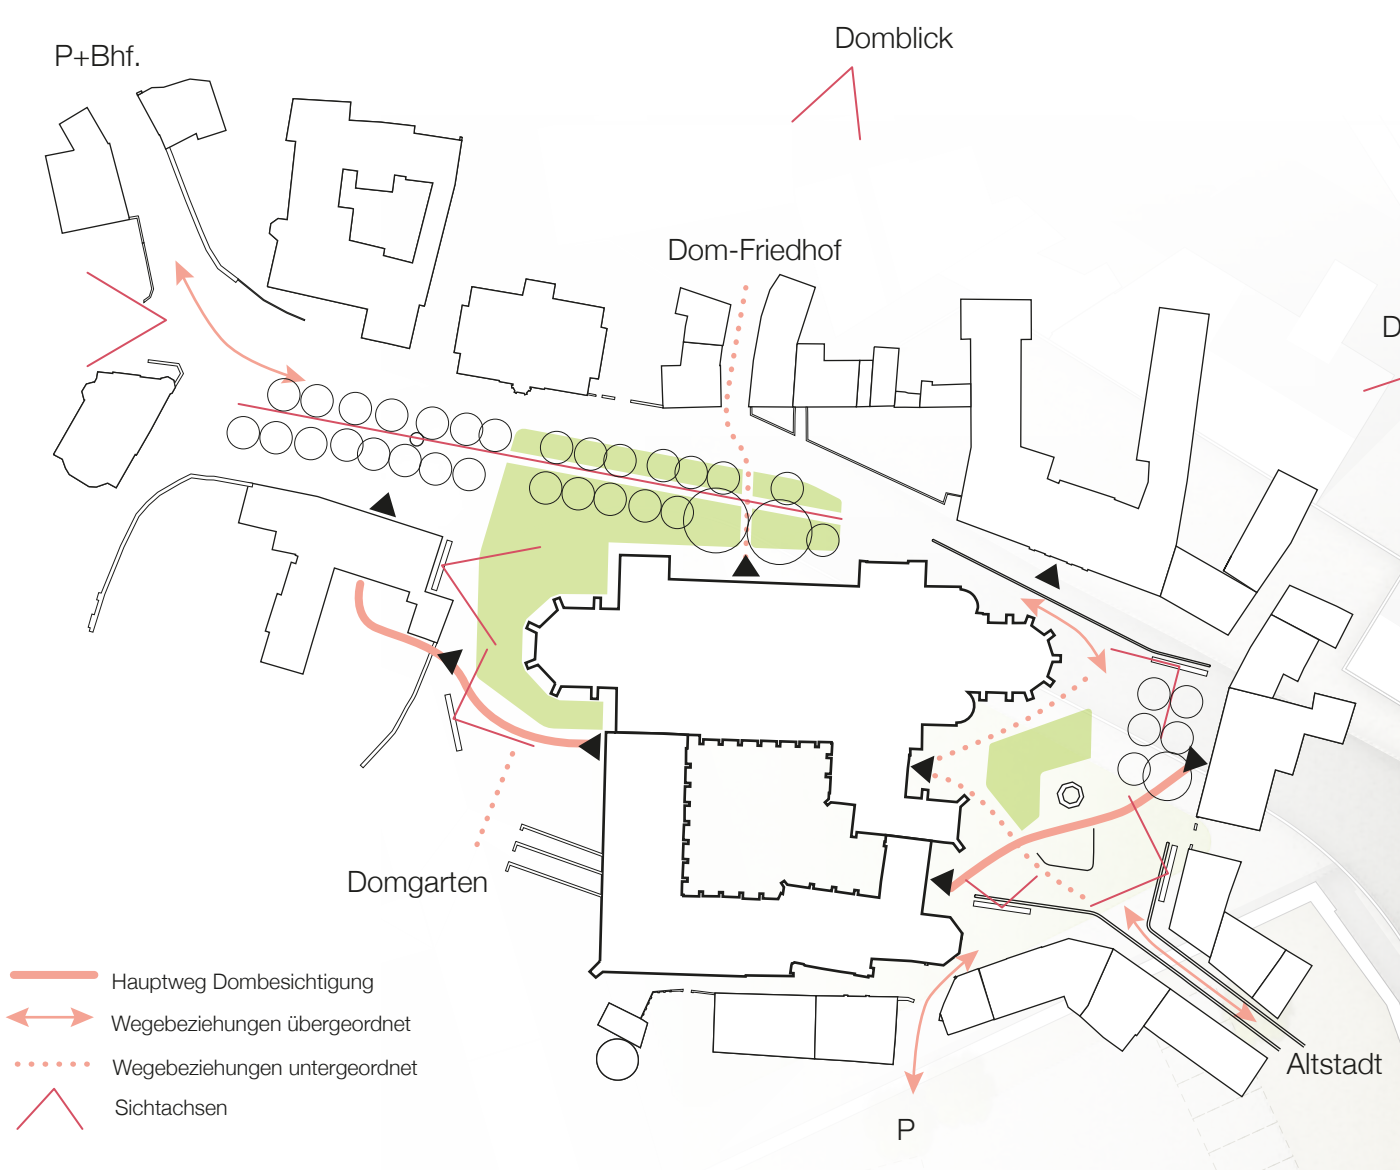 Domblick
P+Bhf.
Dom-Friedhof
D
Domgarten
Hauptweg Dombesichtigung
Wegebeziehungen übergeordnet
Wegebeziehungen untergeordnet
Sichtachsen
Altstadt
P